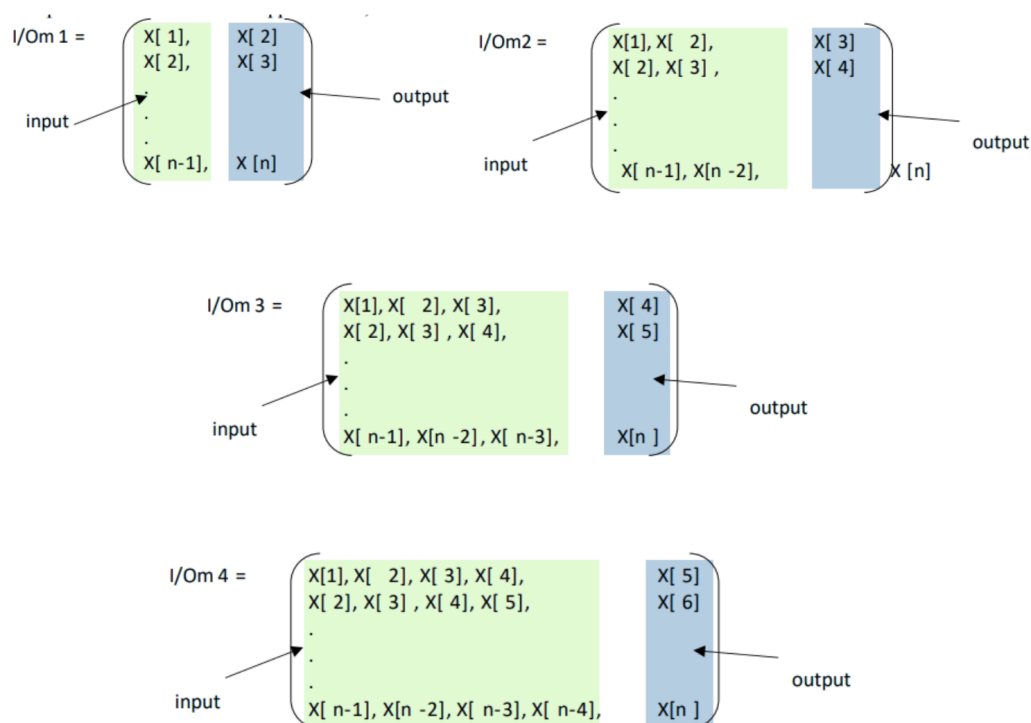 I/Om 1 =
X[ 1], X[ 2]
X[ 2], X[ 3]
.
.
.
X[ n-1], X [n]
input
output
I/Om2 =
X[1], X[ 2], X[ 3]
X[ 2], X[ 3] , X[ 4]
.
.
.
X[ n-1], X[n -2], X [n]
input
output
I/Om 3 =
X[1], X[ 2], X[ 3], X[ 4]
X[ 2], X[ 3] , X[ 4], X[ 5]
.
.
.
X[ n-1], X[n -2], X[ n-3], X[n ]
input
output
I/Om 4 =
X[1], X[ 2], X[ 3], X[ 4], X[ 5]
X[ 2], X[ 3] , X[ 4], X[ 5], X[ 6]
.
.
.
X[ n-1], X[n -2], X[ n-3], X[ n-4], X[n ]
input
output